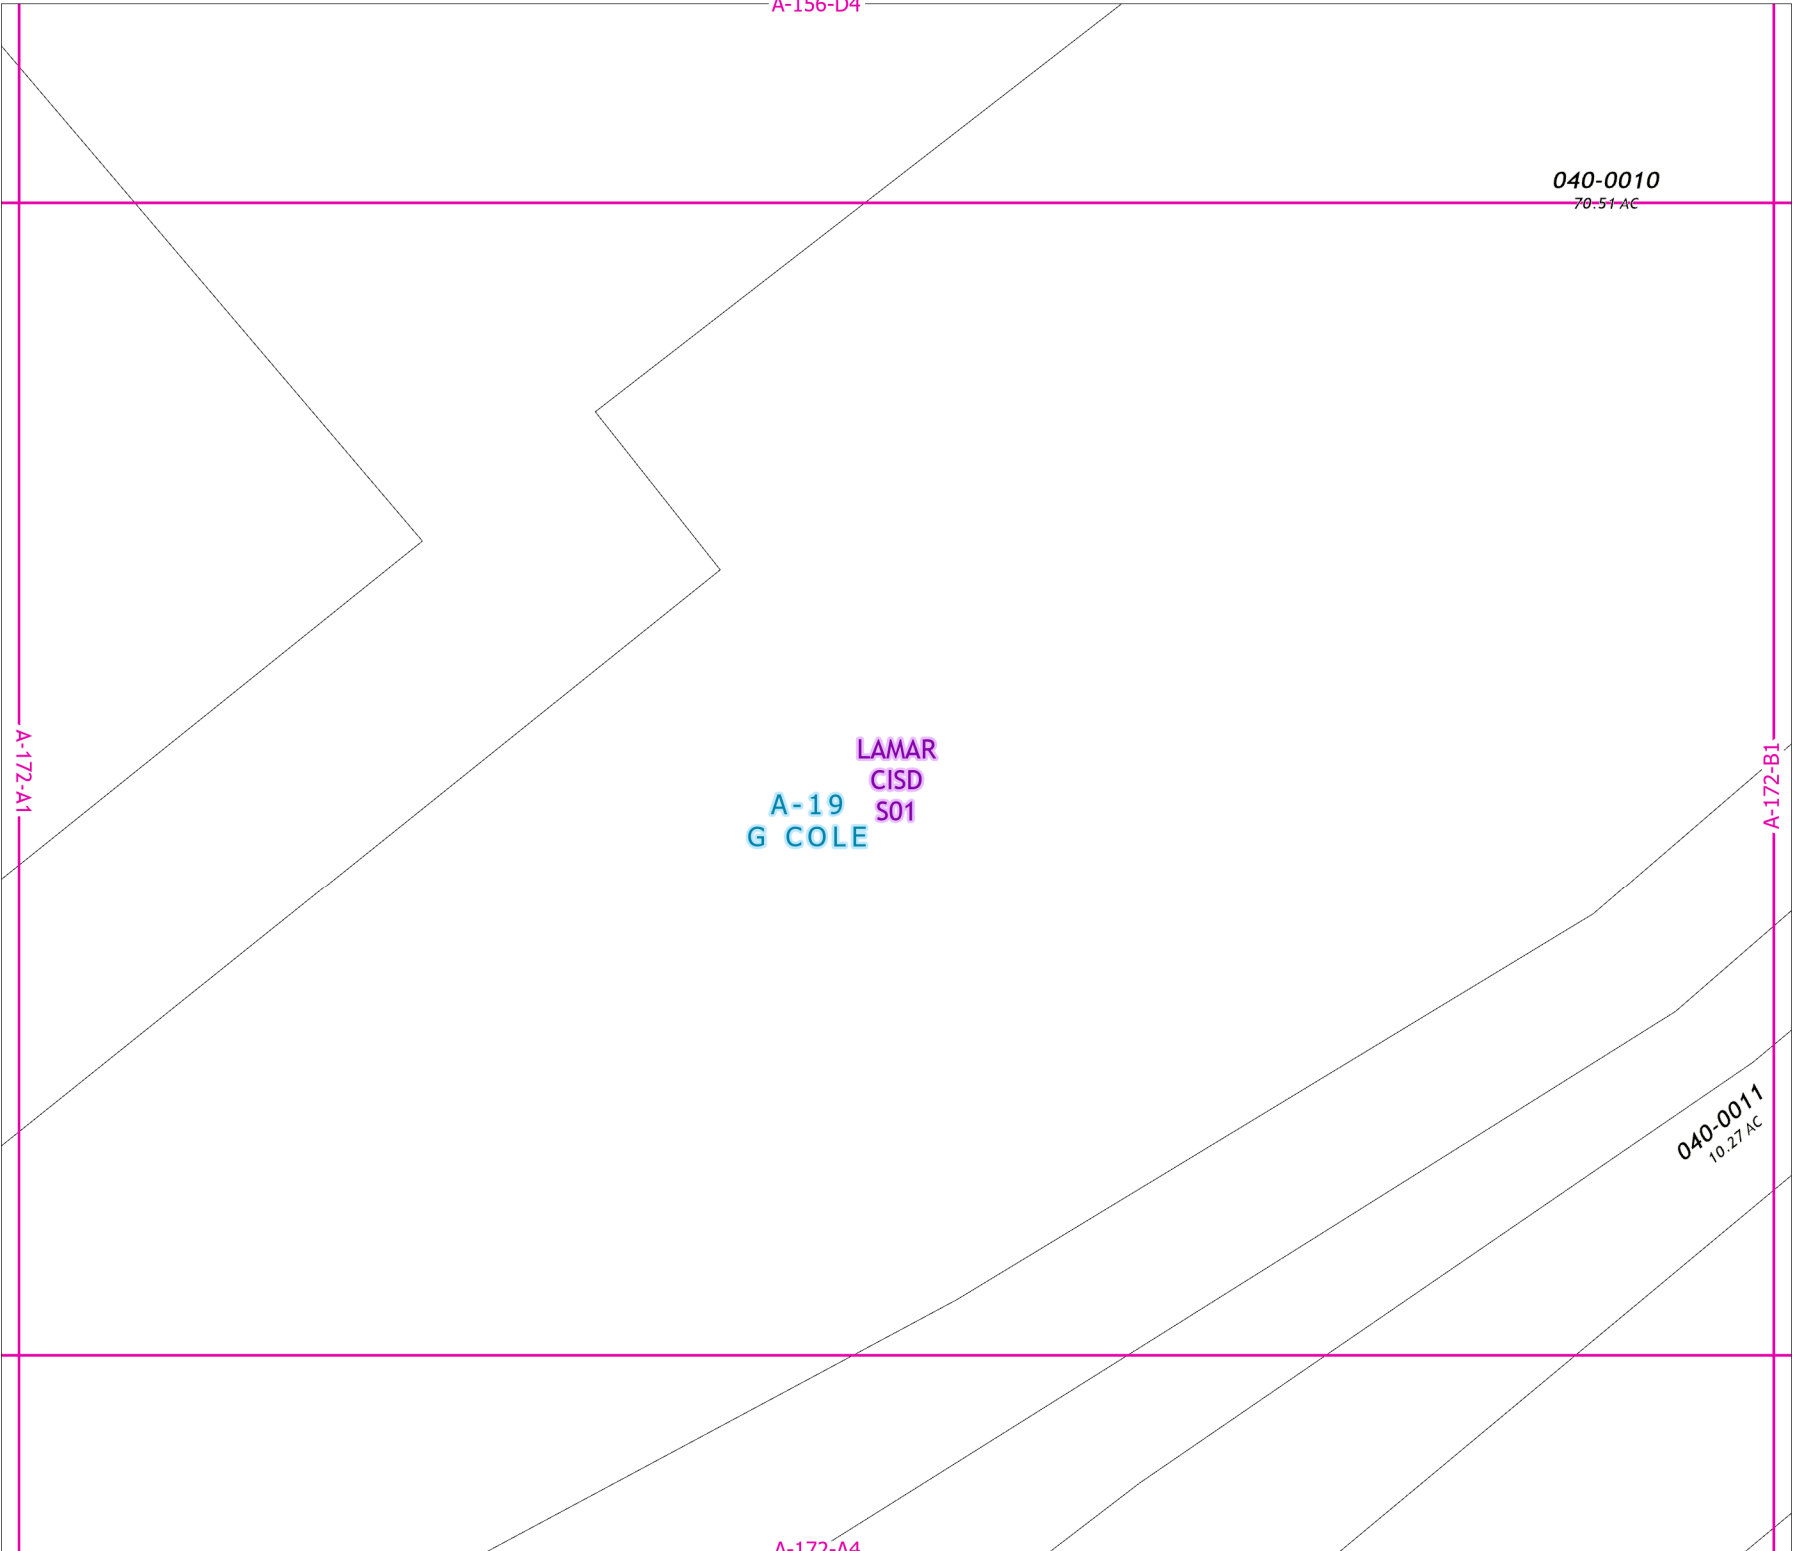 A-156-D4
040-0010
70.51 AC
A-172-A1
LAMAR
CISD
S01
A-19
G COLE
A-172-B1
040-0011
10.27 AC
A-172-A4